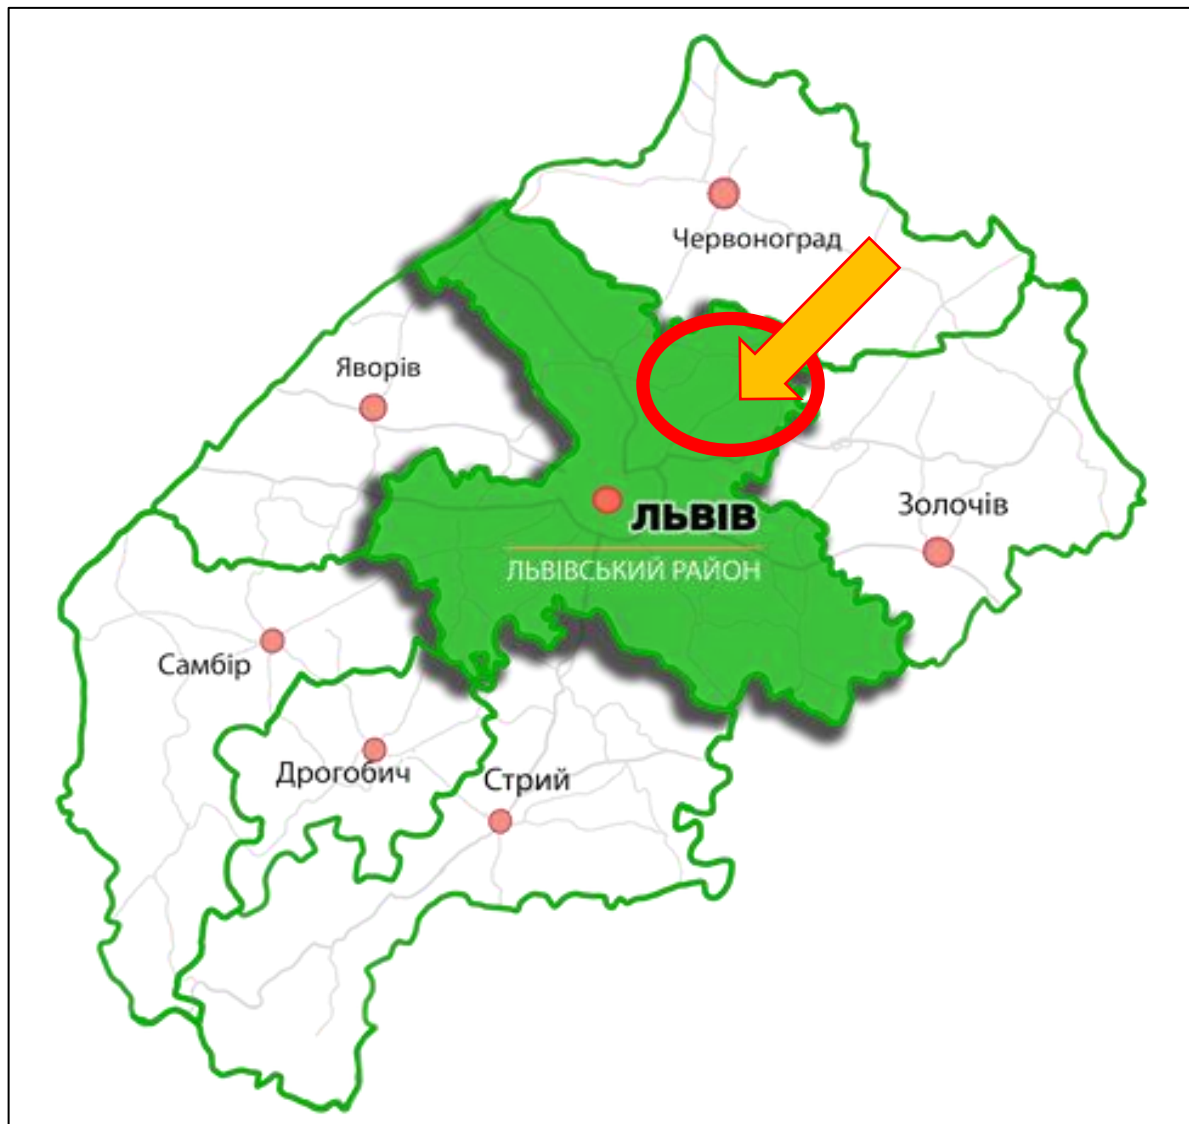 Червоноград
Яворів
Золочів
ЛЬВІВ
ЛЬВІВСЬКИЙ РАЙОН
Самбір
Дрогобич
Стрий